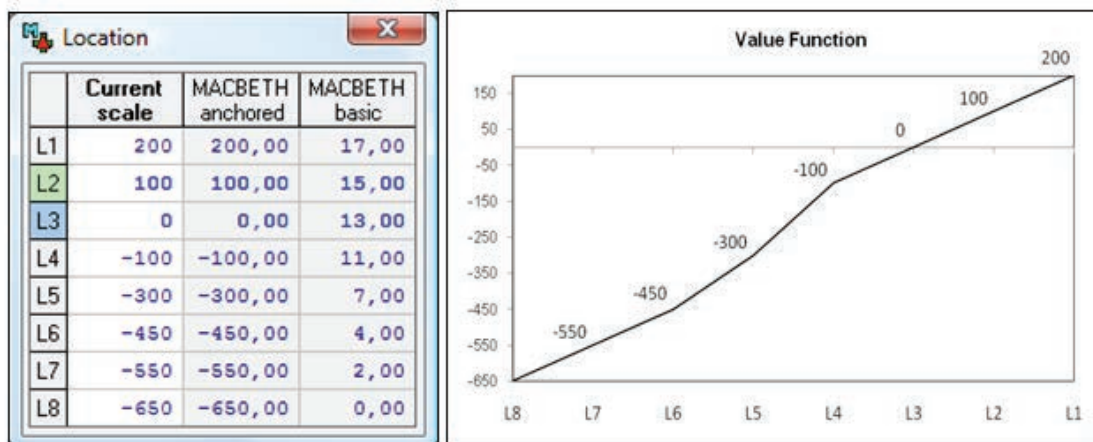 Location
Current scale MACBETH anchored MACBETH basic
L1 200 200,00 17,00
L2 100 100,00 15,00
L3 0 0,00 13,00
L4 -100 -100,00 11,00
L5 -300 -300,00 7,00
L6 -450 -450,00 4,00
L7 -550 -550,00 2,00
L8 -650 -650,00 0,00
Value Function
200
150
100
50
0
-50
-100
-150
-250
-300
-350
-450
-450
-550
-550
-650
L8 L7 L6 L5 L4 L3 L2 L1